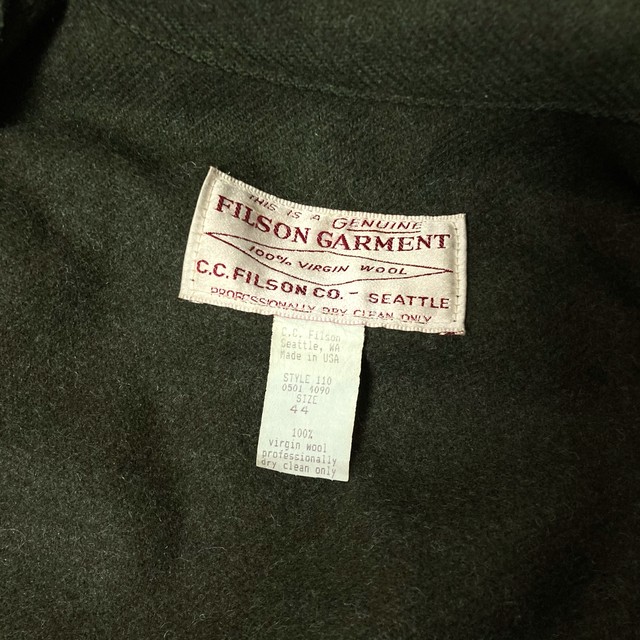 THIS IS A GENUINE
FILSON GARMENT
100% VIRGIN WOOL
C.C. FILSON CO. - SEATTLE
PROFESSIONALLY DRY CLEAN ONLY
C.C. Filson
Seattle, WA
Made in USA
STYLE 110
0501 4090
SIZE
44
100%
virgin wool
professionally
dry clean only